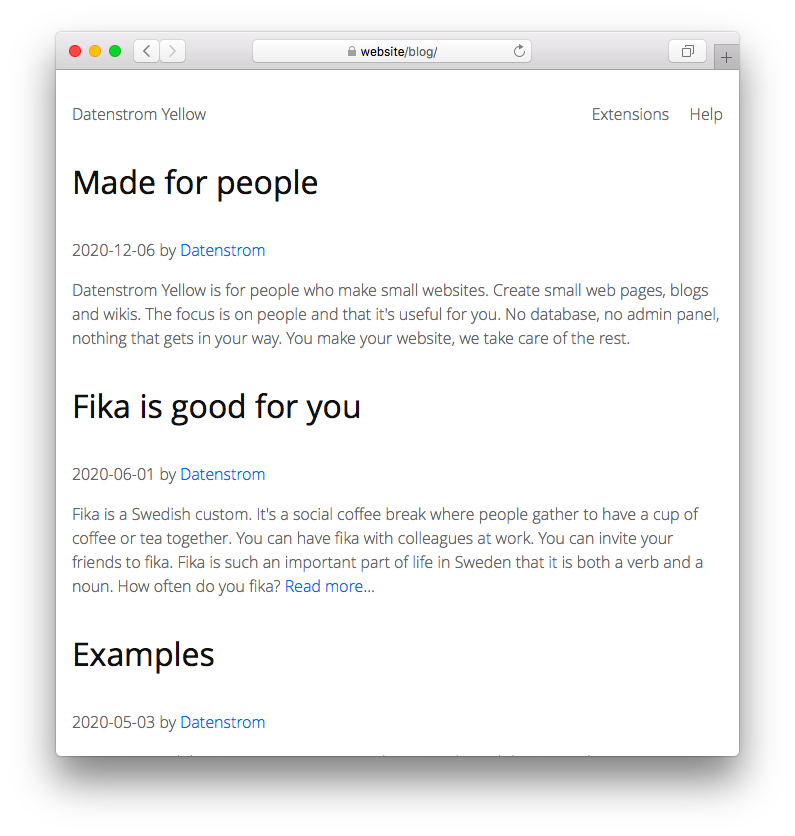 website/blog/
Datenstrom Yellow Extensions Help
Made for people
2020-12-06 by Datenstrom
Datenstrom Yellow is for people who make small websites. Create small web pages, blogs
and wikis. The focus is on people and that it's useful for you. No database, no admin panel,
nothing that gets in your way. You make your website, we take care of the rest.
Fika is good for you
2020-06-01 by Datenstrom
Fika is a Swedish custom. It's a social coffee break where people gather to have a cup of
coffee or tea together. You can have fika with colleagues at work. You can invite your
friends to fika. Fika is such an important part of life in Sweden that it is both a verb and a
noun. How often do you fika? Read more...
Examples
2020-05-03 by Datenstrom